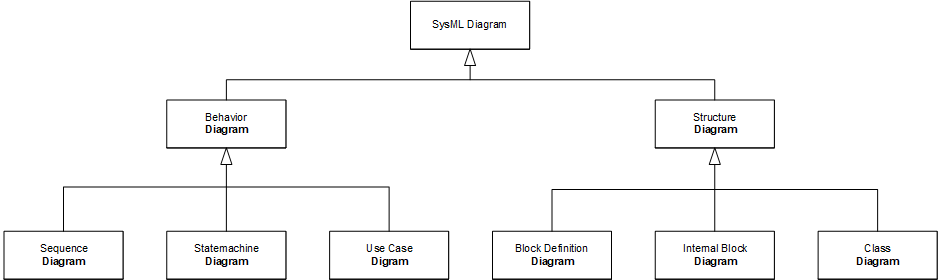 SysML Diagram
Behavior
Diagram
Structure
Diagram
Sequence
Diagram
Statemachine
Diagram
Use Case
Digram
Block Definition
Diagram
Internal Block
Diagram
Class
Diagram